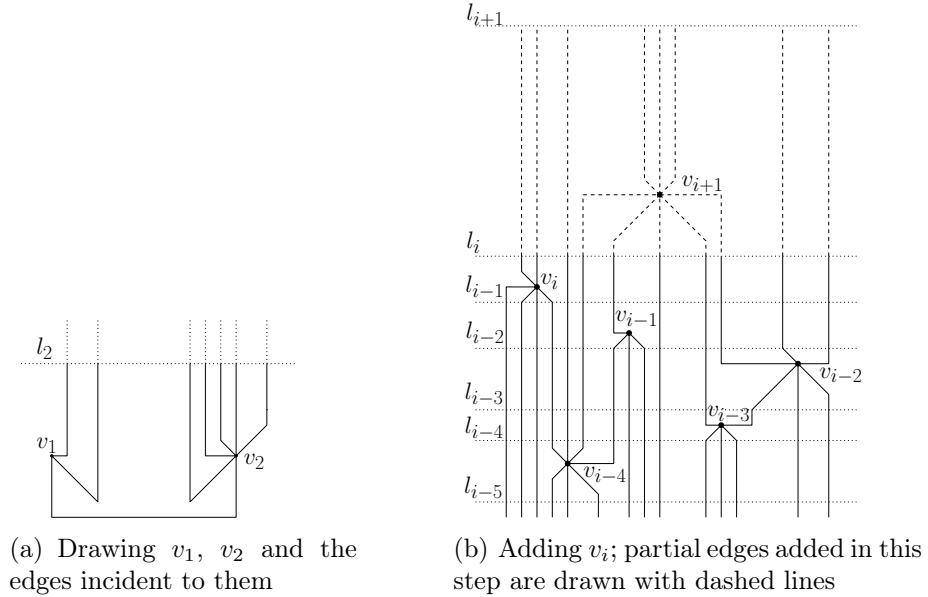 l_{i+1}
v_{i+1}
l_i
l_{i−1}
v_i
v_{i−1}
l_{i−2}
v_{i−2}
l_{i−3}
v_{i−3}
l_{i−4}
v_{i−4}
l_{i−5}
l_2
v_1
v_2
(a) Drawing v_1, v_2 and the
edges incident to them
(b) Adding v_i; partial edges added in this
step are drawn with dashed lines